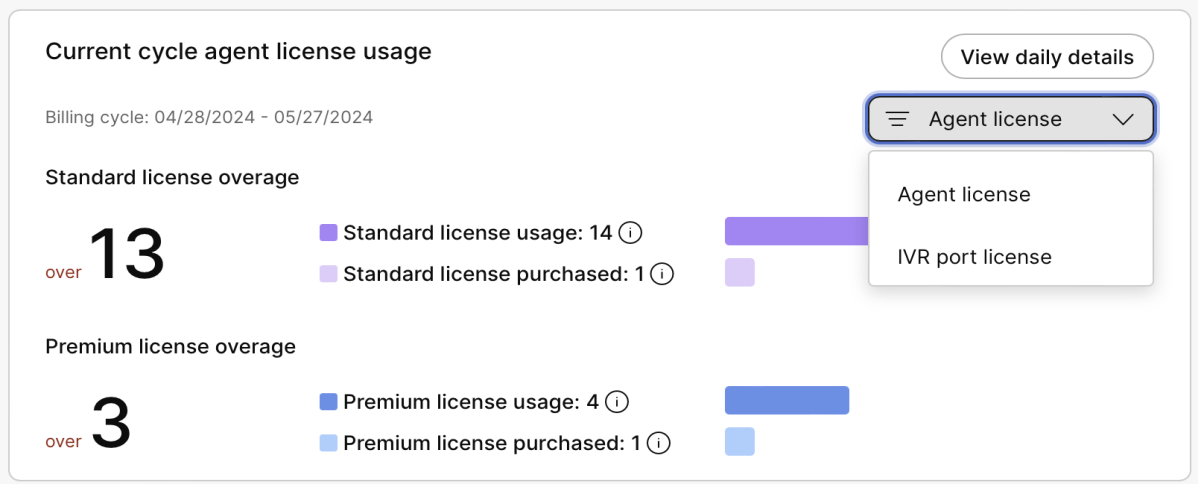 Current cycle agent license usage
View daily details
Billing cycle: 04/28/2024 - 05/27/2024
Agent license
Agent license
IVR port license
Standard license overage
over 13
Standard license usage: 14
Standard license purchased: 1
Premium license overage
over 3
Premium license usage: 4
Premium license purchased: 1